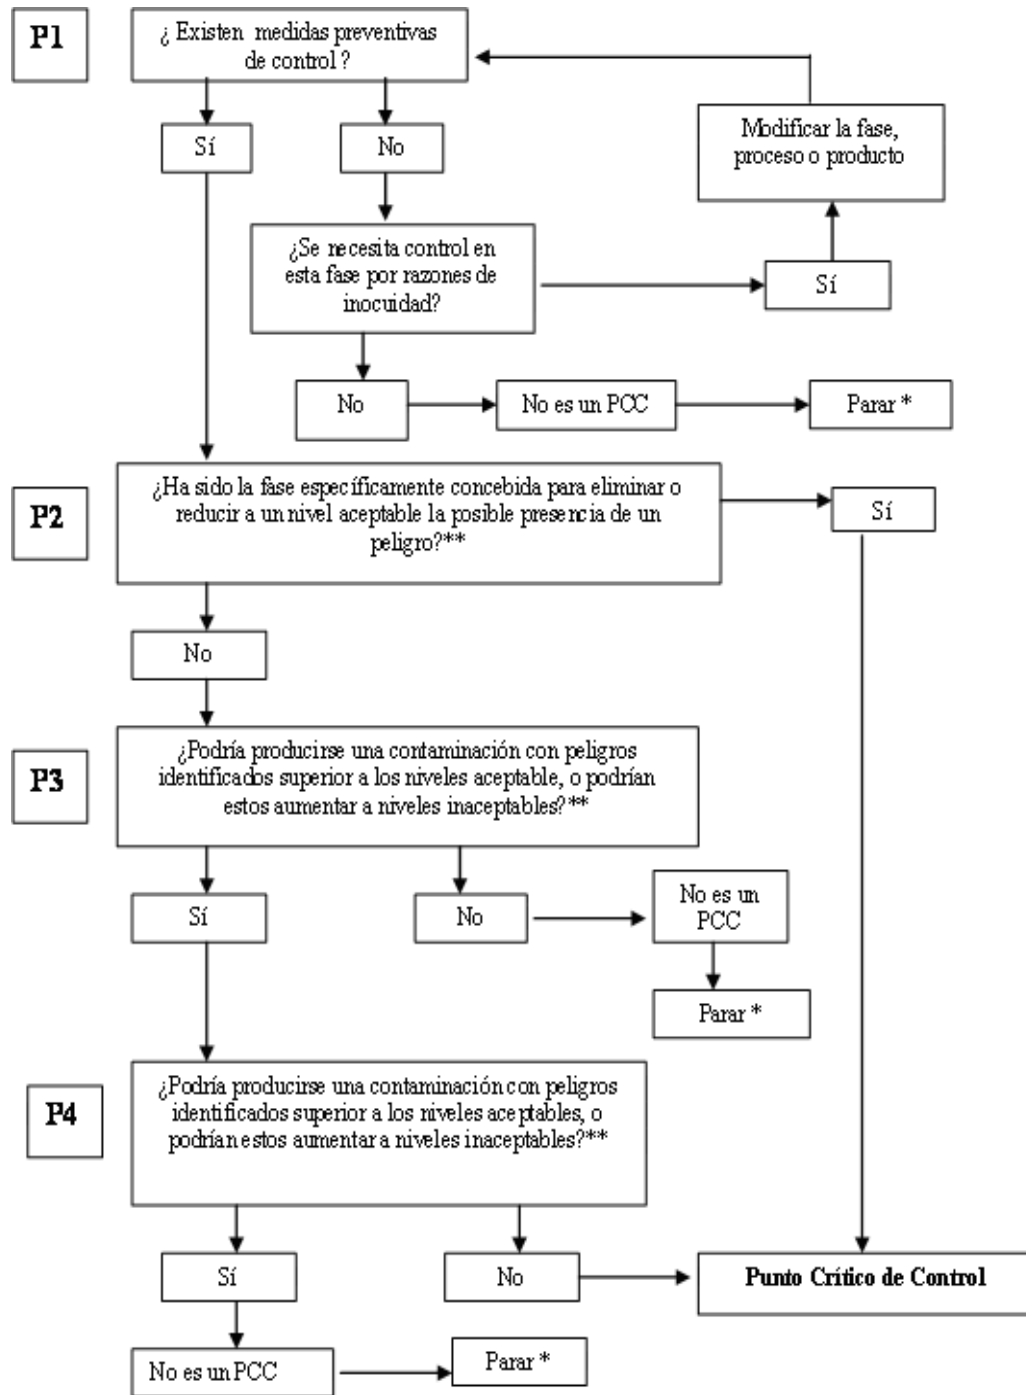 P1
¿ Existen medidas preventivas
de control ?
Sí
No
Modificar la fase,
proceso o producto
¿Se necesita control en
esta fase por razones de
inocuidad?
Sí
No
No es un PCC
Parar *
P2
¿Ha sido la fase específicamente concebida para eliminar o
reducir a un nivel aceptable la posible presencia de un
peligro?**
Sí
No
P3
¿Podría producirse una contaminación con peligros
identificados superior a los niveles aceptable, o podrían
estos aumentar a niveles inaceptables?**
Sí
No
No es un
PCC
Parar *
P4
¿Podría producirse una contaminación con peligros
identificados superior a los niveles aceptables, o
podrían estos aumentar a niveles inaceptables?**
Sí
No
Punto Crítico de Control
No es un PCC
Parar *